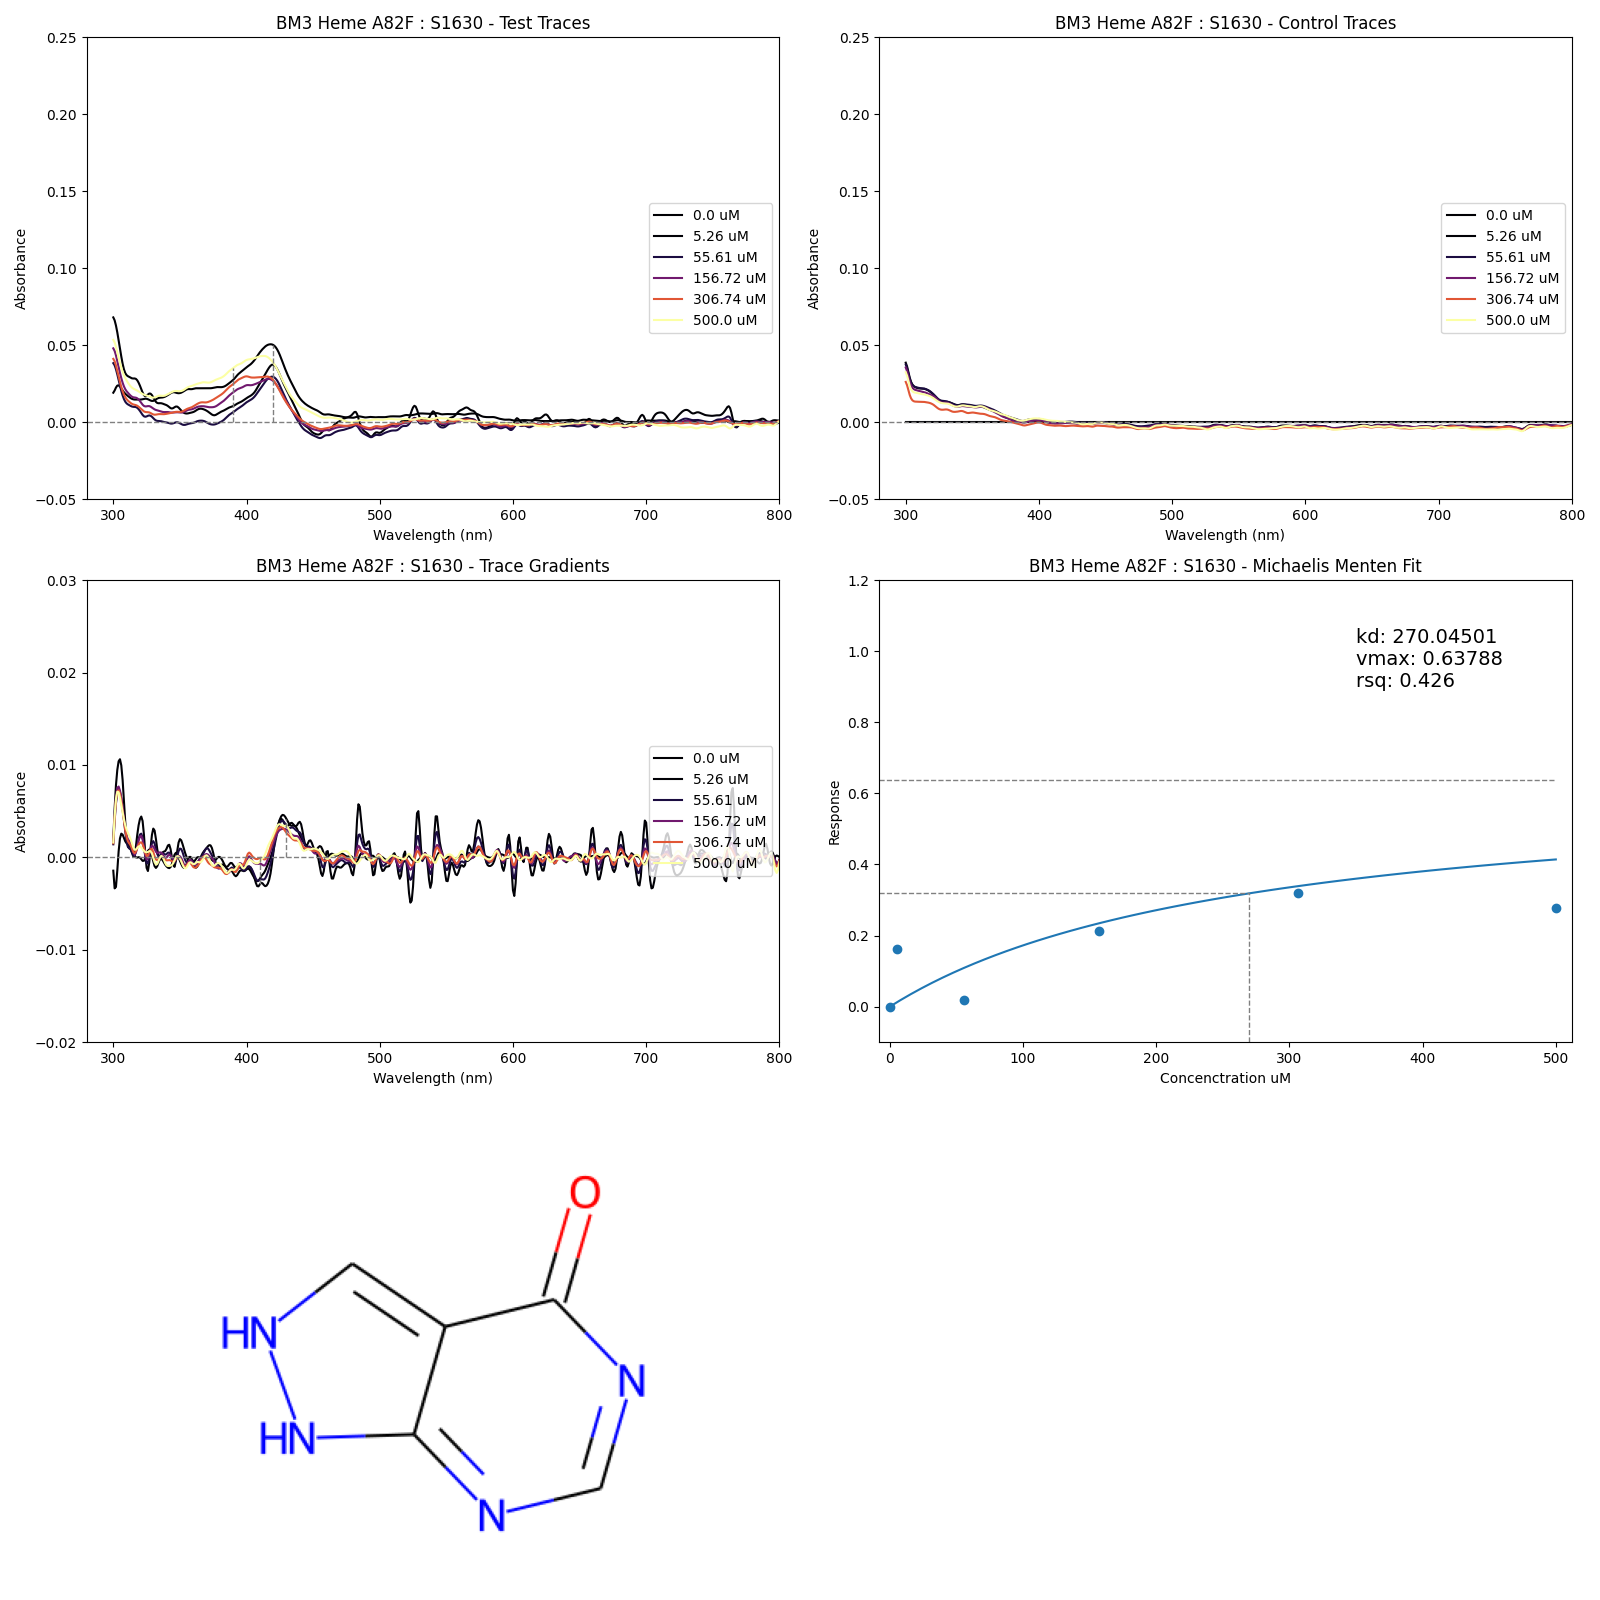 BM3 Heme A82F : S1630 - Test Traces
0.25
0.20
0.15
0.10
0.05
0.00
−0.05
Absorbance
300 400 500 600 700 800
Wavelength (nm)
0.0 uM
5.26 uM
55.61 uM
156.72 uM
306.74 uM
500.0 uM
BM3 Heme A82F : S1630 - Control Traces
0.25
0.20
0.15
0.10
0.05
0.00
−0.05
Absorbance
300 400 500 600 700 800
Wavelength (nm)
0.0 uM
5.26 uM
55.61 uM
156.72 uM
306.74 uM
500.0 uM
BM3 Heme A82F : S1630 - Trace Gradients
0.03
0.02
0.01
0.00
−0.01
−0.02
Absorbance
300 400 500 600 700 800
Wavelength (nm)
0.0 uM
5.26 uM
55.61 uM
156.72 uM
306.74 uM
500.0 uM
BM3 Heme A82F : S1630 - Michaelis Menten Fit
1.2
1.0
0.8
0.6
0.4
0.2
0.0
Response
0 100 200 300 400 500
Concenctration uM
kd: 270.04501
vmax: 0.63788
rsq: 0.426
O
HN
N
HN
N